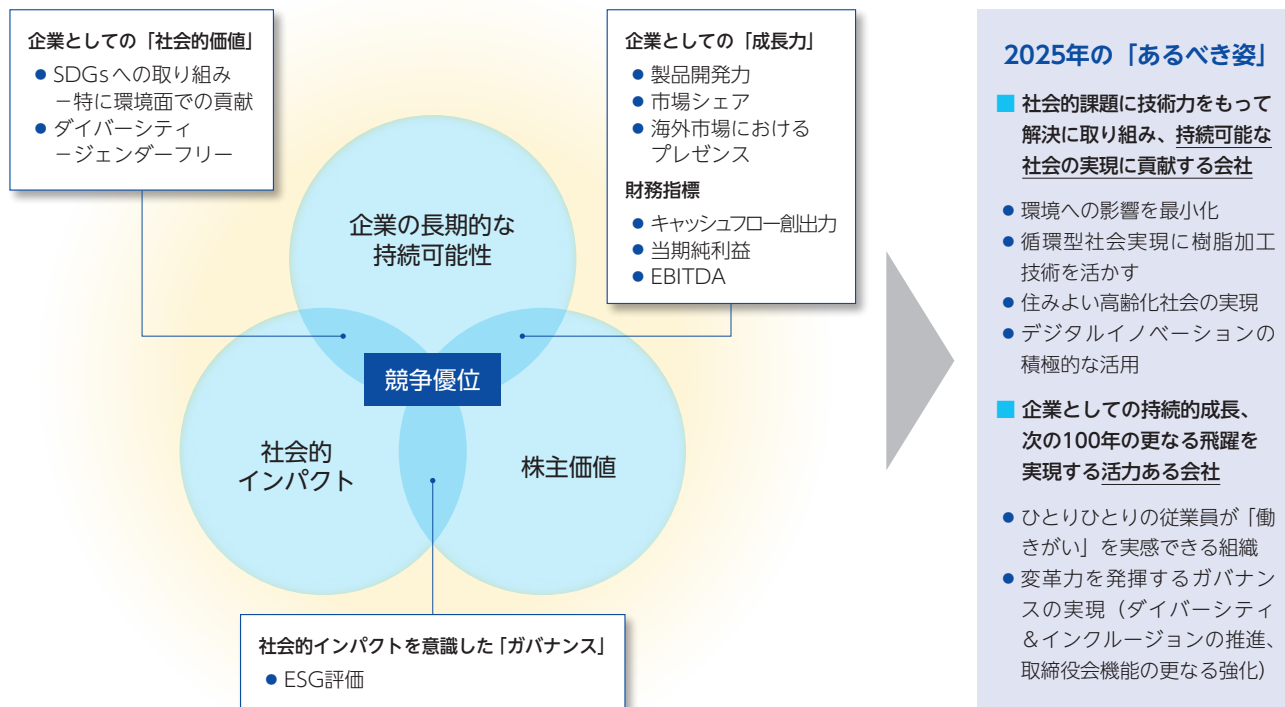 企業としての「社会的価値」
● SDGsへの取り組み
－特に環境面での貢献
● ダイバーシティ
－ジェンダーフリー
企業としての「成長力」
● 製品開発力
● 市場シェア
● 海外市場における
プレゼンス
財務指標
● キャッシュフロー創出力
● 当期純利益
● EBITDA
企業の長期的な
持続可能性
競争優位
社会的
インパクト
株主価値
社会的インパクトを意識した「ガバナンス」
● ESG評価
2025年の「あるべき姿」
■ 社会的課題に技術力をもって
解決に取り組み、持続可能な
社会の実現に貢献する会社
● 環境への影響を最小化
● 循環型社会実現に樹脂加工
技術を活かす
● 住みよい高齢化社会の実現
● デジタルイノベーションの
積極的な活用
■ 企業としての持続的成長、
次の100年の更なる飛躍を
実現する活力ある会社
● ひとりひとりの従業員が「働
きがい」を実感できる組織
● 変革力を発揮するガバナン
スの実現（ダイバーシティ
＆インクルージョンの推進、
取締役会機能の更なる強化）